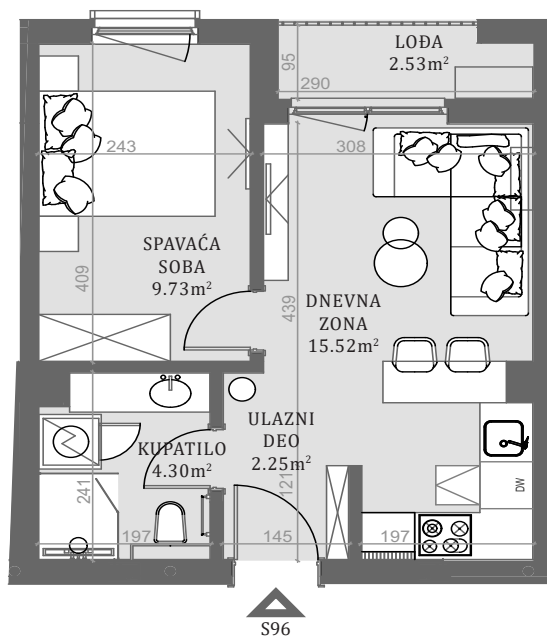 LOĐA
2.53m²
95
290
243
308
SPAVAĆA
SOBA
9.73m²
409
439
DNEVNA
ZONA
15.52m²
ULAZNI
DEO
2.25m²
KUPATILO
4.30m²
241
121
DW
197
145
197
S96